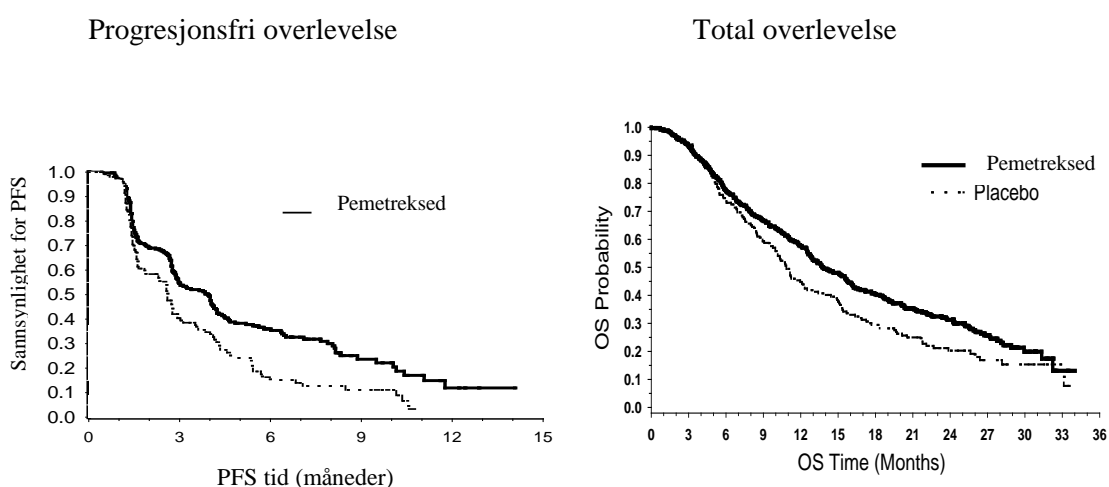 Progresjonsfri overlevelse
Total overlevelse
Sannsynlighet for PFS
1.0
0.9
0.8
0.7
0.6
0.5
0.4
0.3
0.2
0.1
0.0
Pemetreksed
0 3 6 9 12 15
PFS tid (måneder)
OS Probability
1.0
0.9
0.8
0.7
0.6
0.5
0.4
0.3
0.2
0.1
0.0
Pemetreksed
Placebo
0 3 6 9 12 15 18 21 24 27 30 33 36
OS Time (Months)